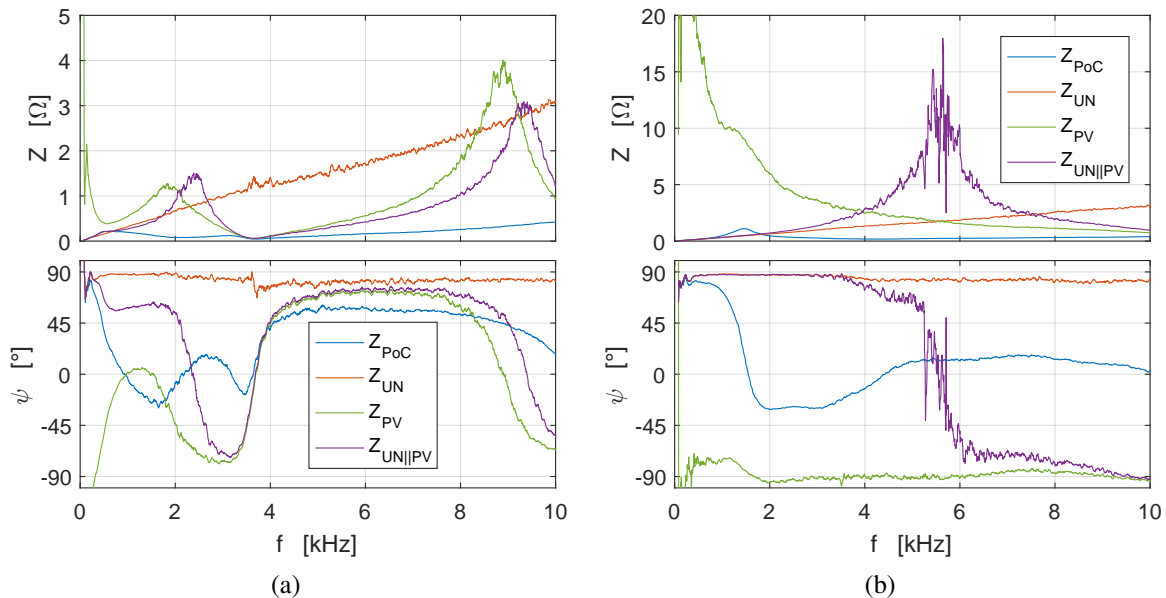 5
4
3
2
1
0
Z [Ω]
90
45
0
-45
-90
ψ [°]
Z_PoC
Z_UN
Z_PV
Z_UN||PV
0 2 4 6 8 10
f [kHz]
(a)
20
15
10
5
0
Z [Ω]
Z_PoC
Z_UN
Z_PV
Z_UN||PV
90
45
0
-45
-90
ψ [°]
0 2 4 6 8 10
f [kHz]
(b)